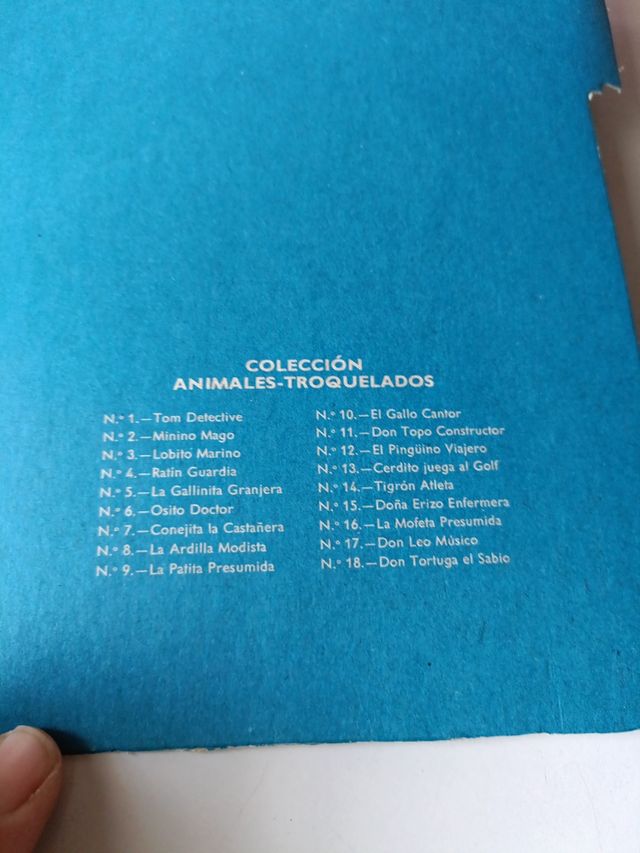 COLECCIÓN
ANIMALES-TROQUELADOS
N.º 1.—Tom Detective
N.º 2.—Minino Mago
N.º 3.—Lobito Marino
N.º 4.—Ratín Guardia
N.º 5.—La Gallinita Granjera
N.º 6.—Osito Doctor
N.º 7.—Conejita la Castañera
N.º 8.—La Ardilla Modista
N.º 9.—La Patita Presumida
N.º 10.—El Gallo Cantor
N.º 11.—Don Topo Constructor
N.º 12.—El Pingüino Viajero
N.º 13.—Cerdito juega al Golf
N.º 14.—Tigrón Atleta
N.º 15.—Doña Erizo Enfermera
N.º 16.—La Mofeta Presumida
N.º 17.—Don Leo Músico
N.º 18.—Don Tortuga el Sabio